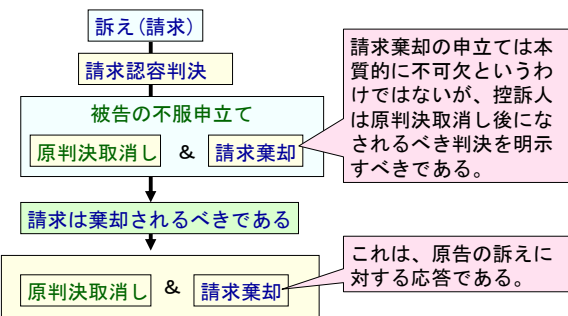 訴え(請求)
請求認容判決
被告の不服申立て
原判決取消し & 請求棄却
請求棄却の申立ては本
質的に不可欠というわ
けではないが、控訴人
は原判決取消し後にな
されるべき判決を明示
すべきである。
請求は棄却されるべきである
原判決取消し & 請求棄却
これは、原告の訴えに
対する応答である。